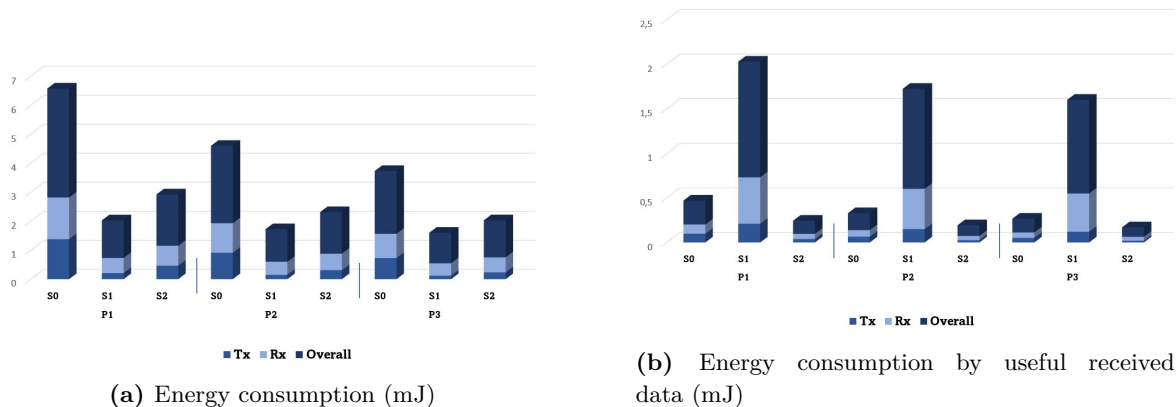 7
6
5
4
3
2
1
0
S0 S1 S2 S0 S1 S2 S0 S1 S2
P1 P2 P3
Tx Rx Overall
(a) Energy consumption (mJ)
2,5
2
1,5
1
0,5
0
S0 S1 S2 S0 S1 S2 S0 S1 S2
P1 P2 P3
Tx Rx Overall
(b) Energy consumption by useful received
data (mJ)